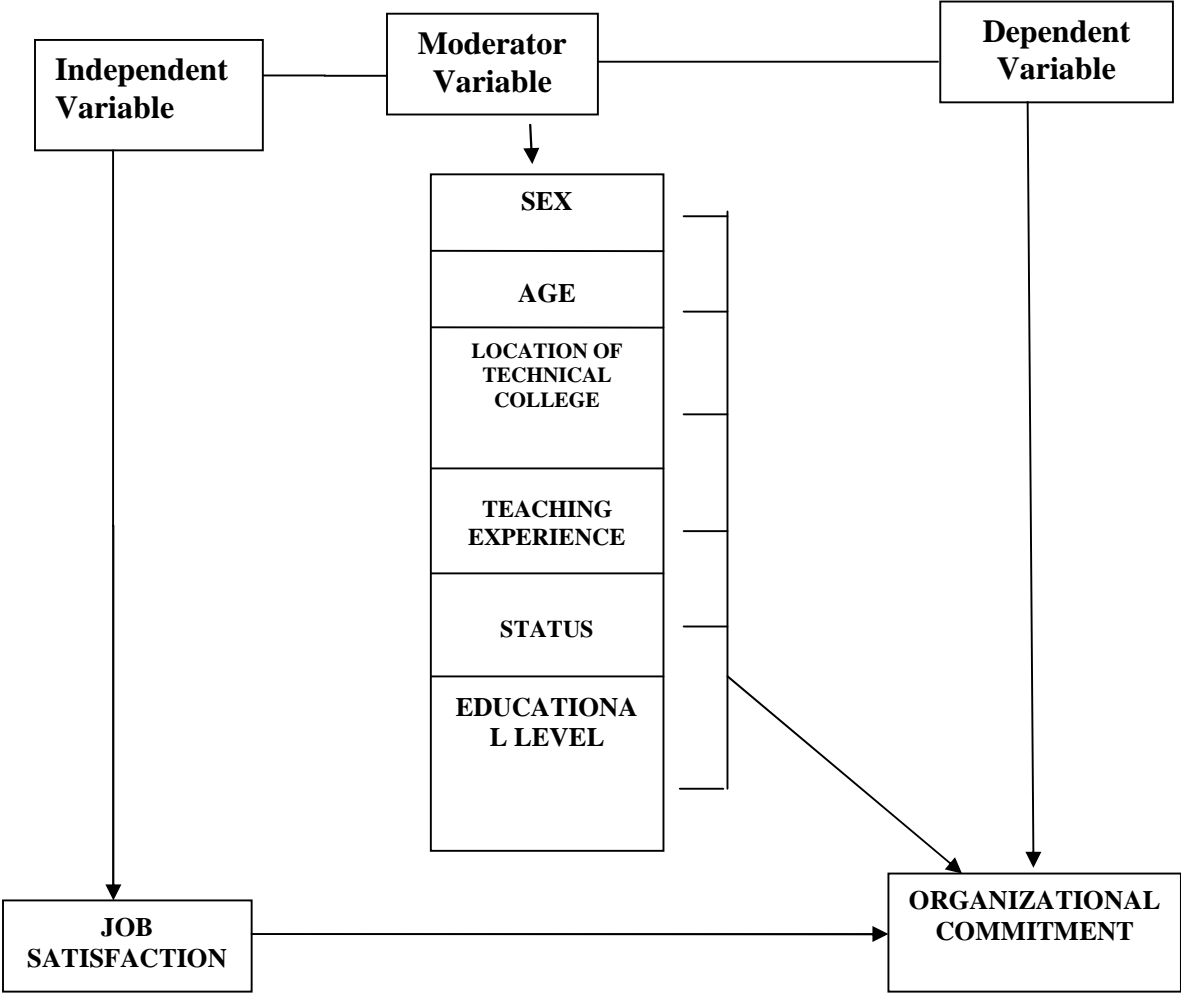 Independent
Variable
Moderator
Variable
Dependent
Variable
SEX
AGE
LOCATION OF
TECHNICAL
COLLEGE
TEACHING
EXPERIENCE
STATUS
EDUCATIONA
L LEVEL
JOB
SATISFACTION
ORGANIZATIONAL
COMMITMENT